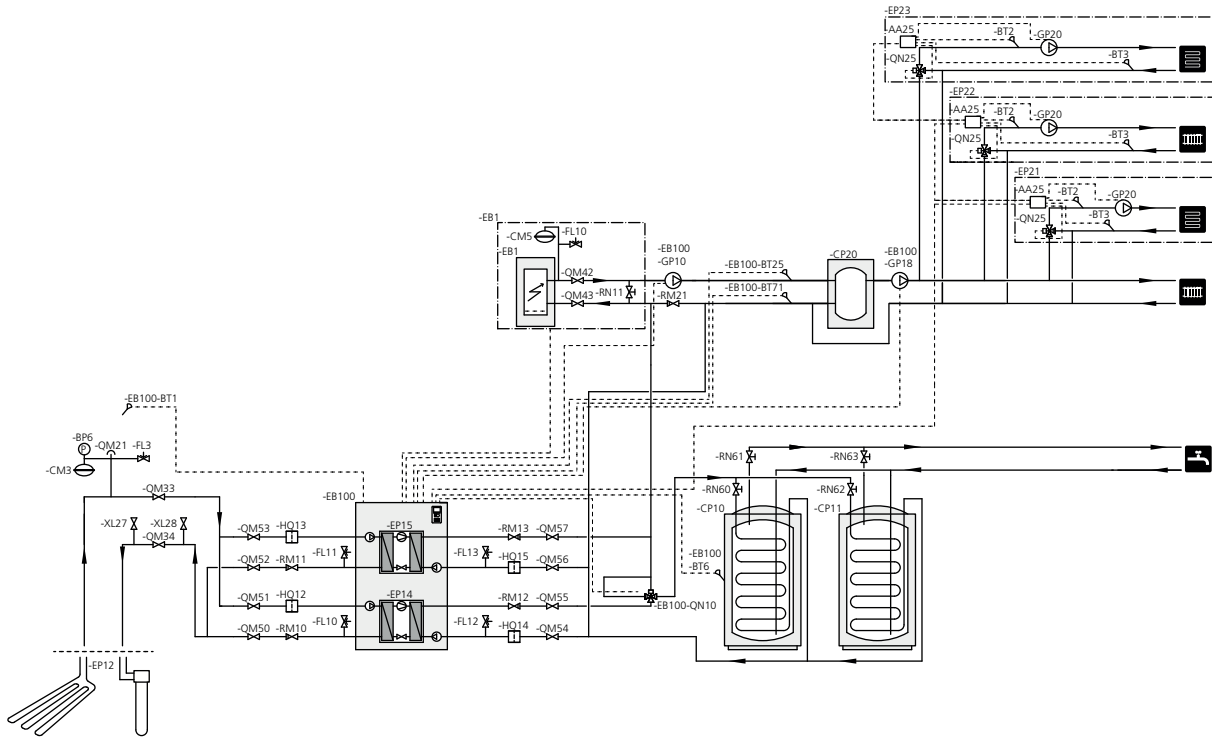 -EP23
-AA25
-BT2
-GP20
-QN25
-BT3
-EP22
-AA25
-BT2
-GP20
-QN25
-BT3
-EP21
-AA25
-BT2
-GP20
-QN25
-BT3
-EB1
-CM5
-FL10
-EB1
-QM42
-QM43
-RN11
-EB100
-GP10
-RM21
-EB100-BT25
-EB100-BT71
-CP20
-EB100
-GP18
-EB100-BT1
-BP6
P
-QM21
-FL3
-CM3
-QM33
-XL27
-XL28
-QM34
-EP12
-EB100
-QM53
-HQ13
-EP15
-RM13
-QM57
-QM52
-RM11
-FL11
-FL13
-HQ15
-QM56
-QM51
-HQ12
-EP14
-RM12
-QM55
-QM50
-RM10
-FL10
-FL12
-HQ14
-QM54
-EB100-QN10
-RN61
-RN63
-RN60
-RN62
-CP10
-CP11
-EB100
-BT6